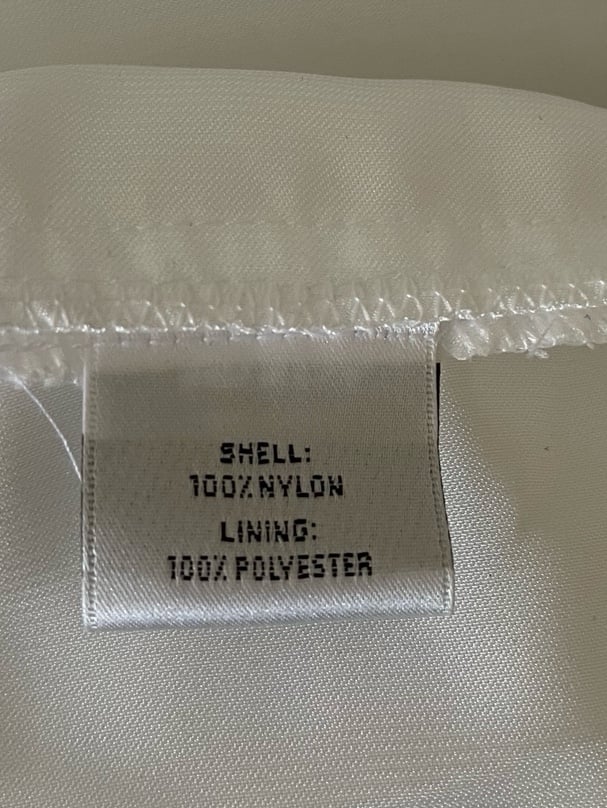 SHELL:
100% NYLON
LINING:
100% POLYESTER